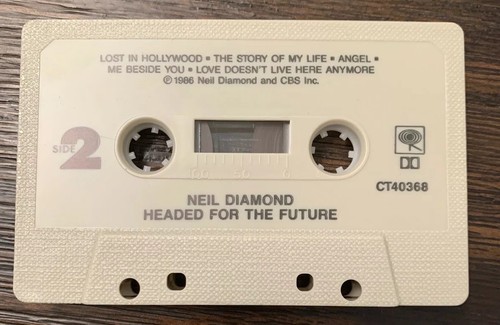 LOST IN HOLLYWOOD ▪ THE STORY OF MY LIFE ▪ ANGEL ▪
ME BESIDE YOU ▪ LOVE DOESN'T LIVE HERE ANYMORE
℗1986 Neil Diamond and CBS Inc.
SIDE 2
CT40368
NEIL DIAMOND
HEADED FOR THE FUTURE